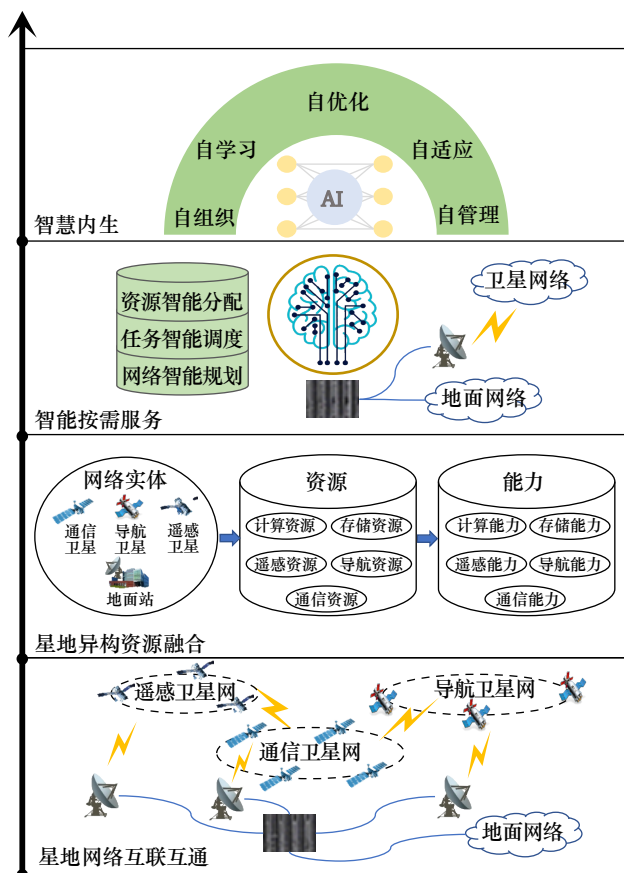 自优化
自学习
自适应
AI
自组织
自管理
智慧内生
资源智能分配
任务智能调度
网络智能规划
卫星网络
地面网络
智能按需服务
网络实体
通信
卫星
导航
卫星
遥感
卫星
地面站
资源
计算资源
存储资源
遥感资源
导航资源
通信资源
能力
计算能力
存储能力
遥感能力
导航能力
通信能力
星地异构资源融合
遥感卫星网
导航卫星网
通信卫星网
地面网络
星地网络互联互通